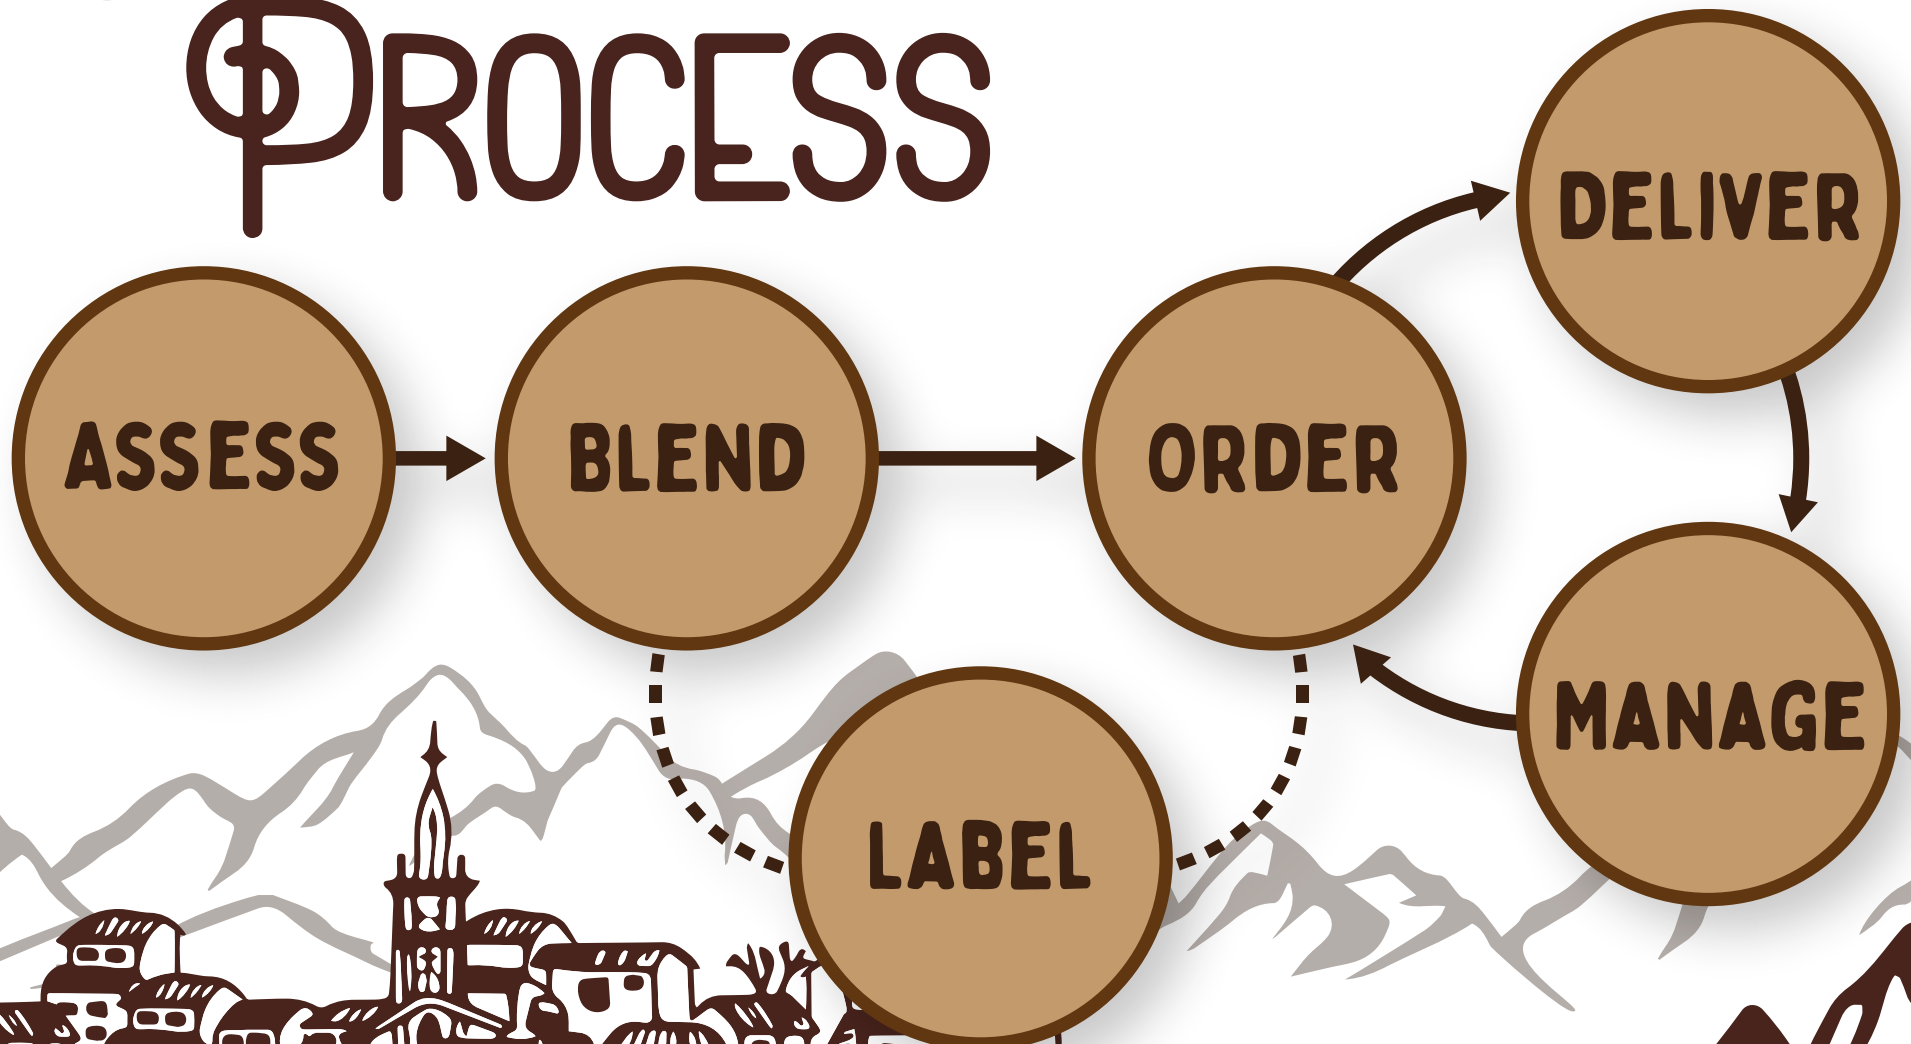 PROCESS
ASSESS
BLEND
ORDER
DELIVER
MANAGE
LABEL